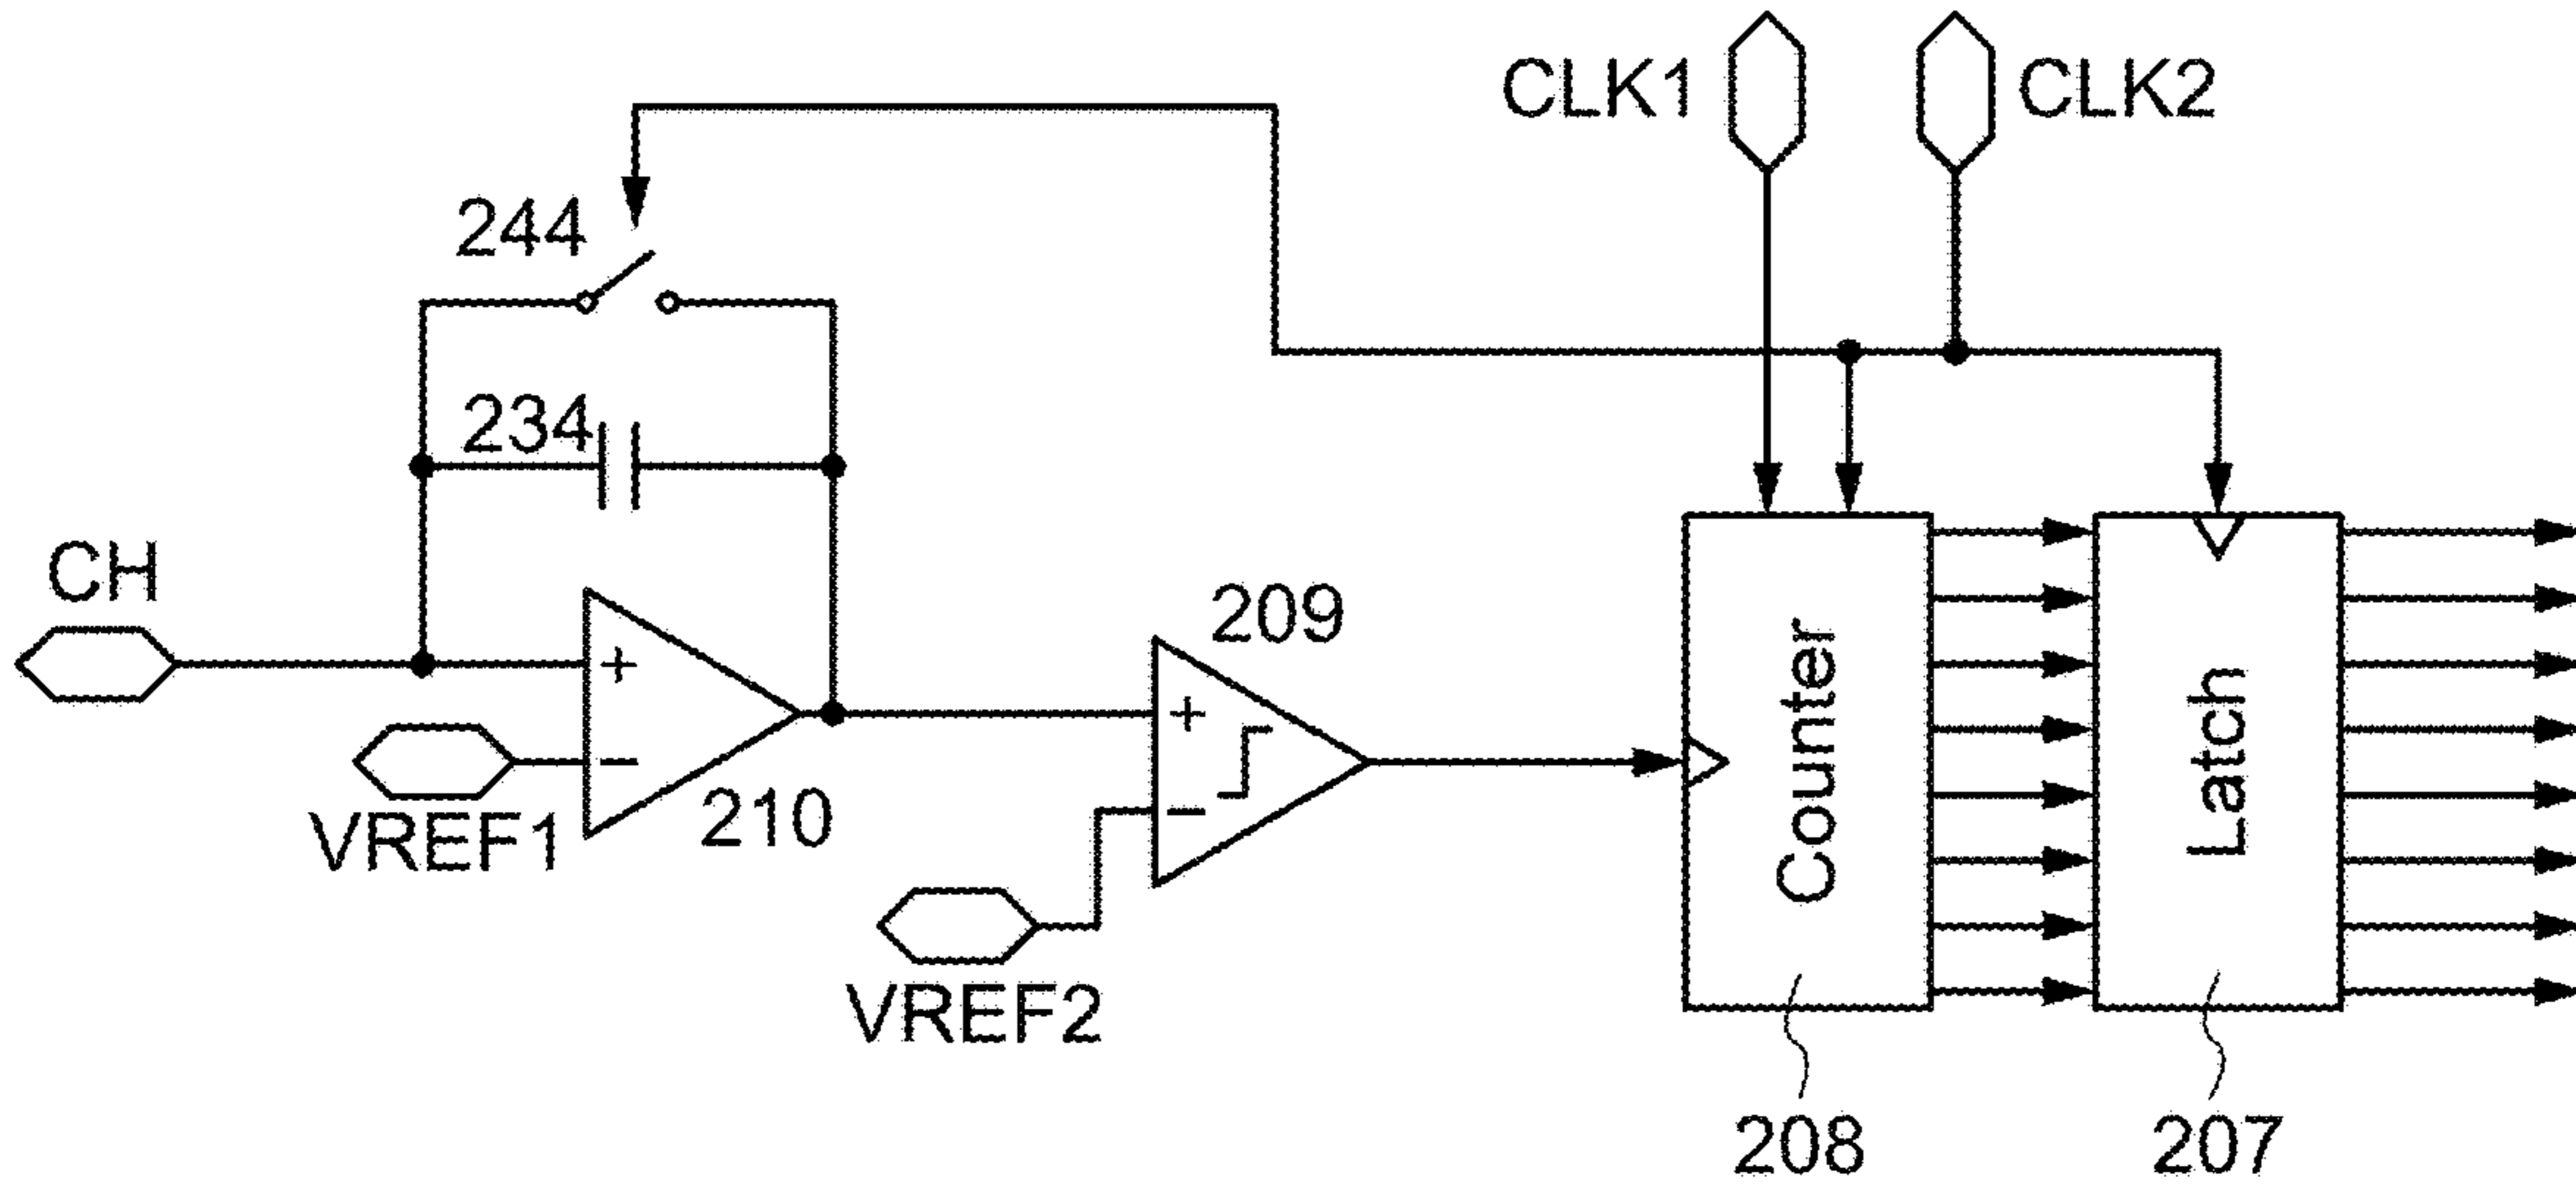 CLK1
CLK2
244
234
CH
209
+
+
−
VREF1
210
−
Counter
Latch
VREF2
208
207